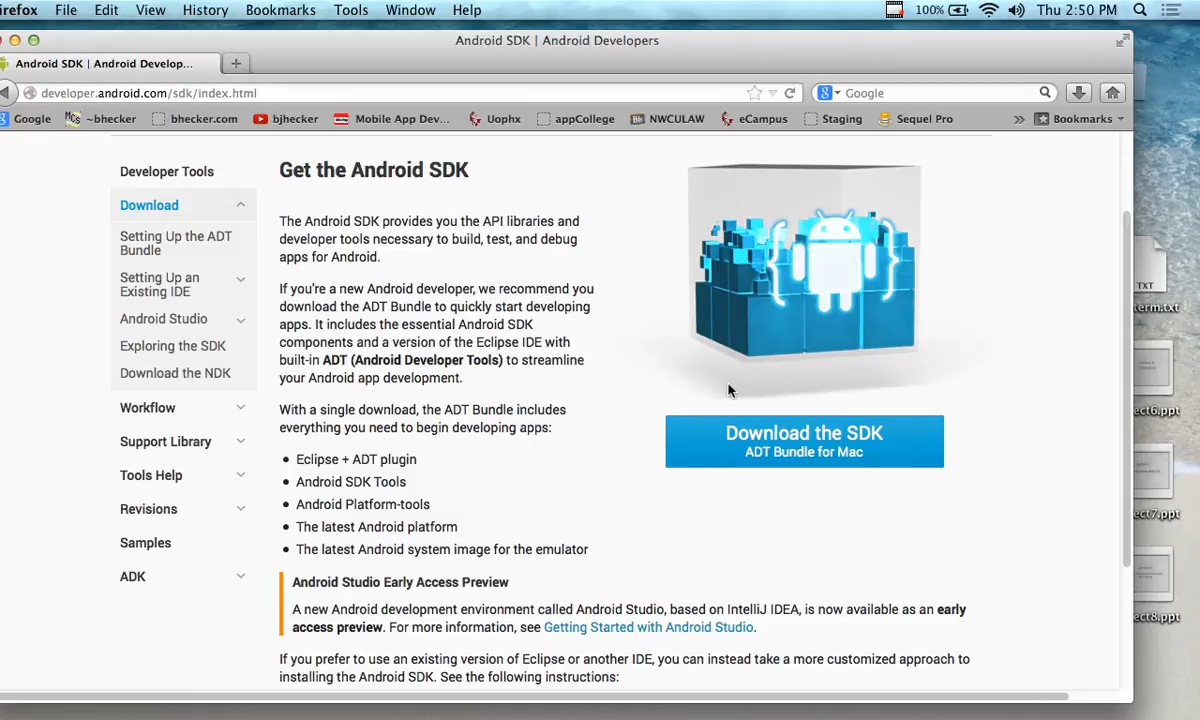 File Edit View History Bookmarks Tools Window Help 100% Thu 2:50 PM
Android SDK | Android Developers
Android SDK | Android Develop...
developer.android.com/sdk/index.html Google
Google ~bhecker bhecker.com bjhecker Mobile App Dev... Uophx appCollege NWCULAW eCampus Staging Sequel Pro » Bookmarks
Developer Tools
Download
Setting Up the ADT
Bundle
Setting Up an
Existing IDE
Android Studio
Exploring the SDK
Download the NDK
Workflow
Support Library
Tools Help
Revisions
Samples
ADK
Get the Android SDK
The Android SDK provides you the API libraries and
developer tools necessary to build, test, and debug
apps for Android.
If you're a new Android developer, we recommend you
download the ADT Bundle to quickly start developing
apps. It includes the essential Android SDK
components and a version of the Eclipse IDE with
built-in ADT (Android Developer Tools) to streamline
your Android app development.
With a single download, the ADT Bundle includes
everything you need to begin developing apps:
• Eclipse + ADT plugin
• Android SDK Tools
• Android Platform-tools
• The latest Android platform
• The latest Android system image for the emulator
Download the SDK
ADT Bundle for Mac
Android Studio Early Access Preview
A new Android development environment called Android Studio, based on IntelliJ IDEA, is now available as an early
access preview. For more information, see Getting Started with Android Studio.
If you prefer to use an existing version of Eclipse or another IDE, you can instead take a more customized approach to
installing the Android SDK. See the following instructions:
TXT
term.txt
ect6.ppt
ect7.ppt
ect8.ppt